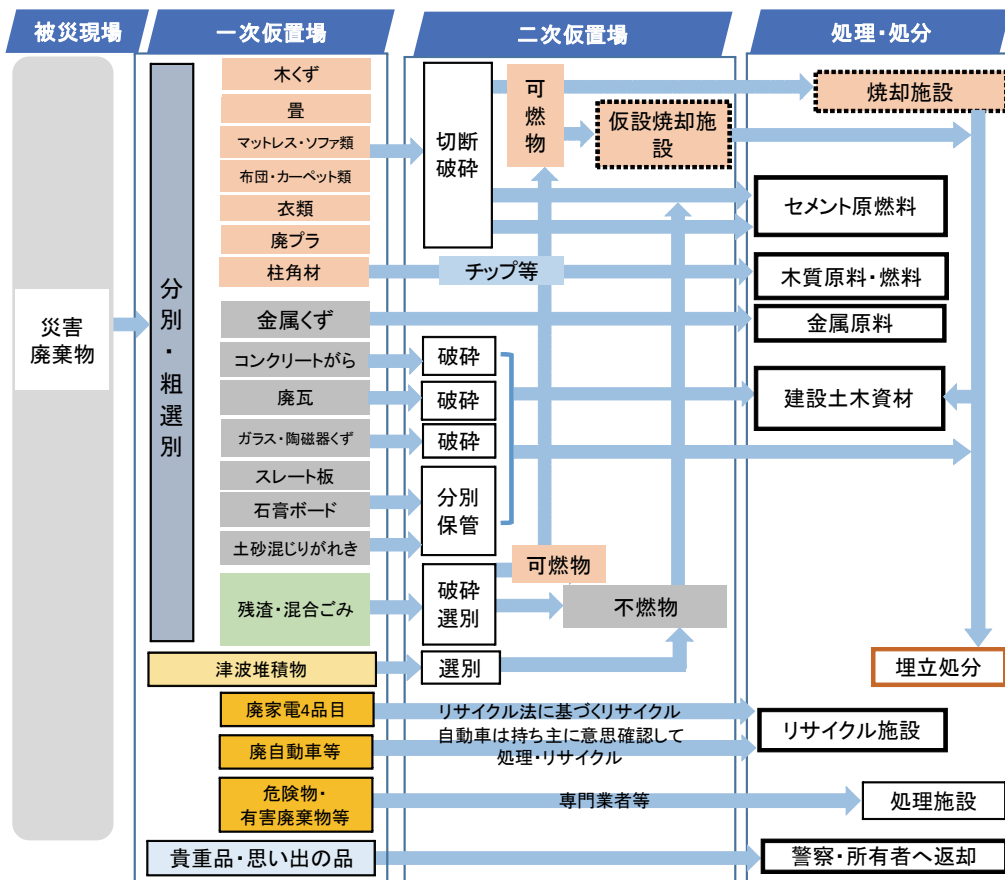 被災現場
一次仮置場
二次仮置場
処理・処分
災害
廃棄物
分別・粗選別
木くず
畳
マットレス・ソファ類
布団・カーペット類
衣類
廃プラ
柱角材
金属くず
コンクリートがら
廃瓦
ガラス・陶磁器くず
スレート板
石膏ボード
土砂混じりがれき
残渣・混合ごみ
津波堆積物
廃家電4品目
廃自動車等
危険物・
有害廃棄物等
貴重品・思い出の品
切断
破砕
可燃物
仮設焼却施
設
チップ等
破砕
破砕
破砕
分別
保管
可燃物
破砕
選別
不燃物
選別
リサイクル法に基づくリサイクル
自動車は持ち主に意思確認して
処理・リサイクル
専門業者等
焼却施設
セメント原燃料
木質原料・燃料
金属原料
建設土木資材
埋立処分
リサイクル施設
処理施設
警察・所有者へ返却